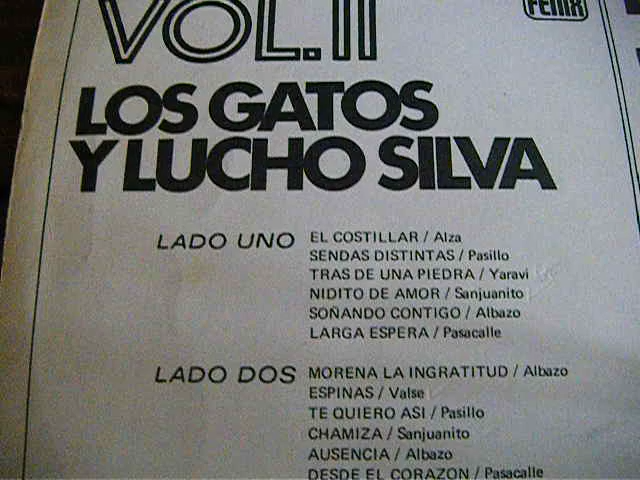 VOL. II
FENIX
LOS GATOS
Y LUCHO SILVA
LADO UNO
EL COSTILLAR / Alza
SENDAS DISTINTAS / Pasillo
TRAS DE UNA PIEDRA / Yaravi
NIDITO DE AMOR / Sanjuanito
SOÑANDO CONTIGO / Albazo
LARGA ESPERA / Pasacalle
LADO DOS
MORENA LA INGRATITUD / Albazo
ESPINAS / Valse
TE QUIERO ASI / Pasillo
CHAMIZA / Sanjuanito
AUSENCIA / Albazo
DESDE EL CORAZON / Pasacalle